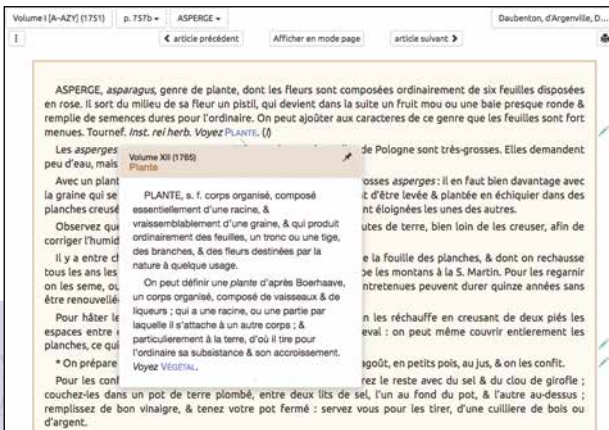 Volume I [A–AZY] (1751)
p. 757b
ASPERGE
Daubenton, d'Argenville, D...
article précédent
Afficher en mode page
article suivant
ASPERGE, asparagus, genre de plante, dont les fleurs sont composées ordinairement de six feuilles disposées
en rose. Il sort du milieu de sa fleur un pistil, qui devient dans la suite un fruit mou ou une baie presque ronde &
remplie de semences dures pour l'ordinaire. On peut ajoûter aux caracteres de ce genre que les feuilles sont fort
menues. Tournef. Inst. rei herb. Voyez PLANTE. (I)
Les asperges de Pologne sont très-grosses. Elles demandent
peu d'eau, mais
Avec un plant rosses asperges : il en faut bien davantage avec
la graine qui se t d'être levée & plantée en échiquier dans des
planches creusé nt éloignées les unes des autres.
Observez que utes de terre, bien loin de les creuser, afin de
corriger l'humid
Il y a entre ch e la fouille des planches, & dont on rechausse
tous les ans les pe les montans à la S. Martin. Pour les regarnir
on les seme, ou ntretenues peuvent durer quinze années sans
être renouvellé
Pour hâter le n les réchauffe en creusant de deux piés les
espaces entre eval : on peut même couvrir entierement les
planches, ce qui
* On prépare agoût, en petits pois, au jus, & on les confit.
Pour les conf rez le reste avec du sel & du clou de girofle ;
couchez-les dans un pot de terre plombé, entre deux lits de sel, l'un au fond du pot, & l'autre au-dessus ;
remplissez de bon vinaigre, & tenez votre pot fermé : servez vous pour les tirer, d'une cuilliere de bois ou
d'argent.
Volume XII (1765)
Plante
PLANTE, s. f. corps organisé, composé
essentiellement d'une racine, &
vraissemblablement d'une graine, & qui produit
ordinairement des feuilles, un tronc ou une tige,
des branches, & des fleurs destinées par la
nature à quelque usage.
On peut définir une plante d'après Boerhaave,
un corps organisé, composé de vaisseaux & de
liqueurs ; qui a une racine, ou une partie par
laquelle il s'attache à un autre corps ; &
particulierement à la terre, d'où il tire pour
l'ordinaire sa subsistance & son accroissement.
Voyez VÉGÉTAL.